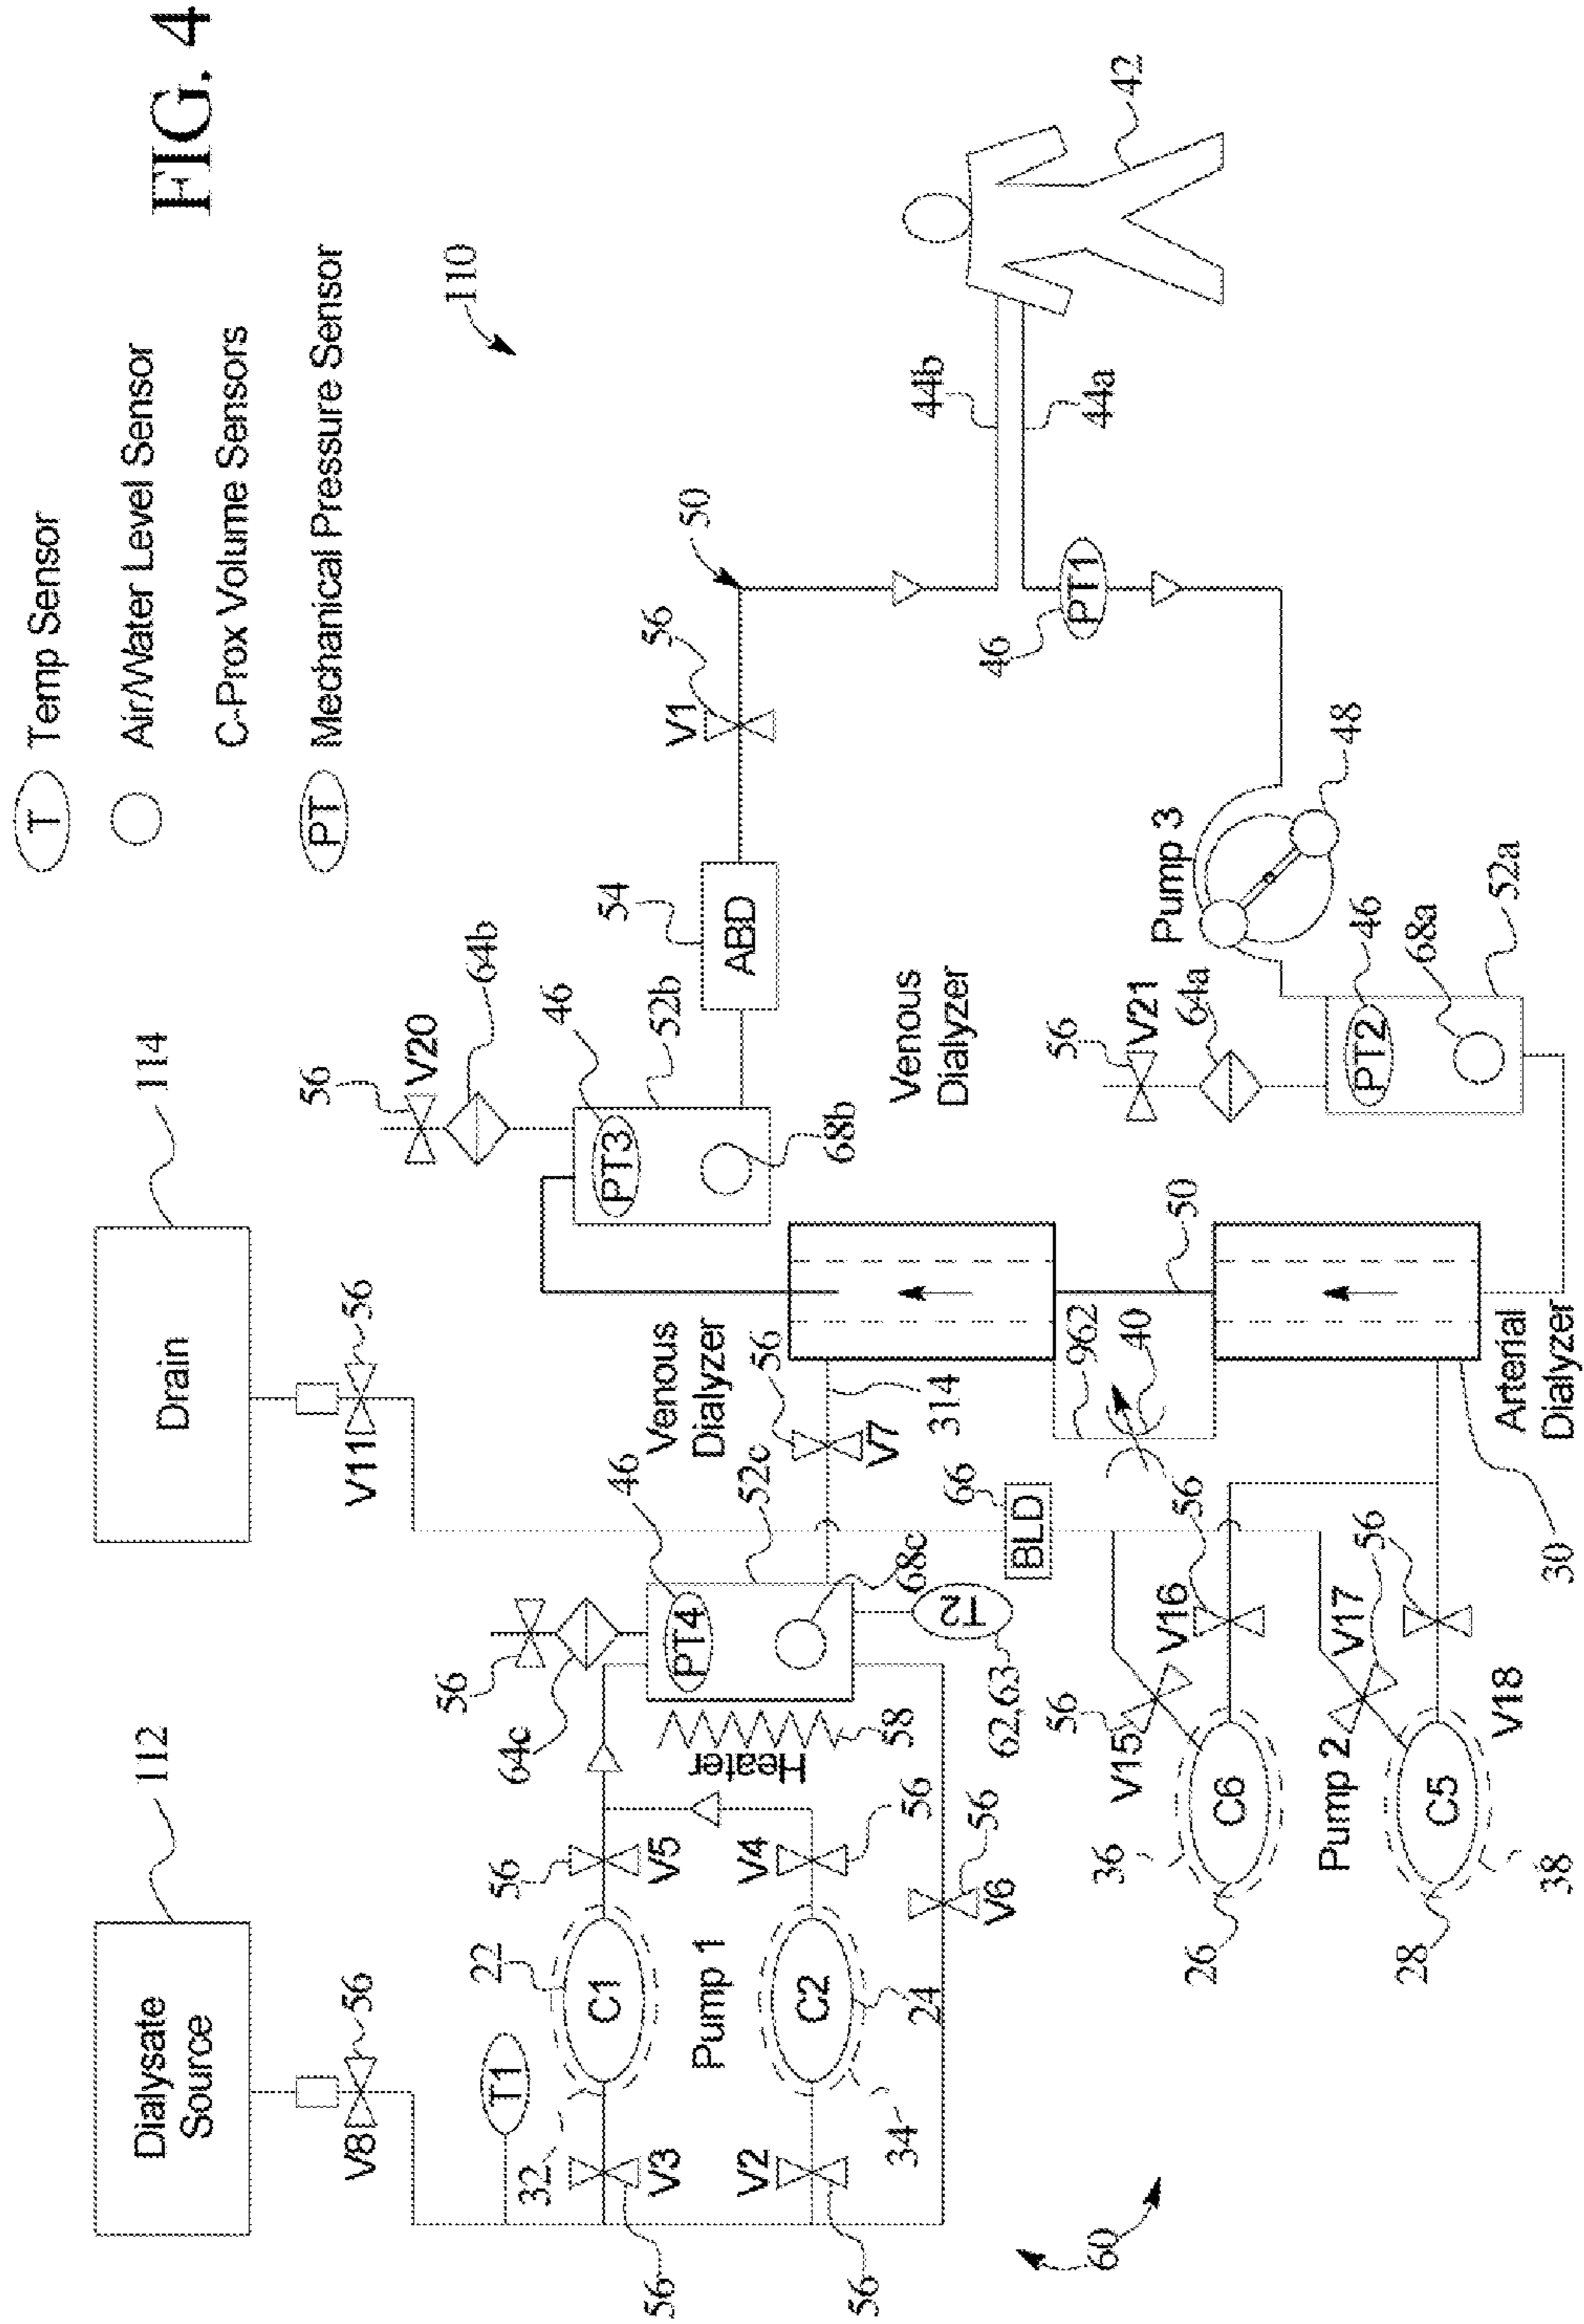 FIG. 4
T Temp Sensor
Air/Water Level Sensor
C-Prox Volume Sensors
PT Mechanical Pressure Sensor
110
Dialysate
Source
112
Drain
114
V8
56
V11
56
T1
32
22
C1
56
V3
56
V5
Pump 1
V2
56
34
C2
24
V4
56
V6
56
60
64c
56
Heater
58
PT4
46
52c
68c
T2
62,63
Venous
Dialyzer
56
V7
314
66
BLD
962
40
50
56
V20
64b
46
PT3
52b
68b
54
ABD
V1
56
50
44b
44a
42
46
PT1
Venous
Dialyzer
Pump 3
48
56
V21
64a
46
PT2
68a
52a
Arterial
Dialyzer
30
V15
56
V16
56
36
C6
26
Pump 2
V17
56
C5
28
38
V18